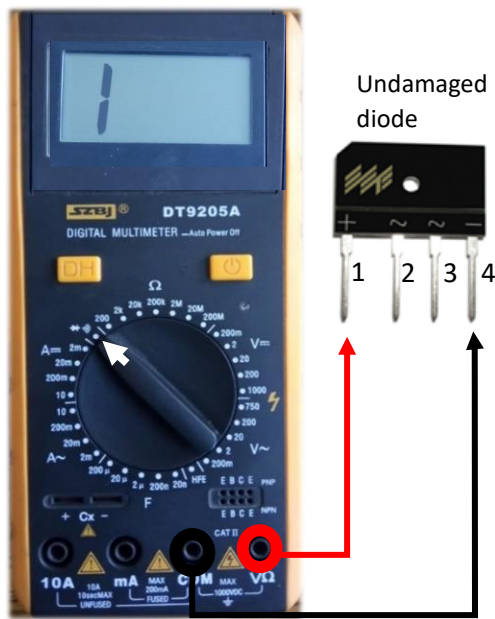 1
Undamaged
diode
SZBJ ®
DT9205A
DIGITAL MULTIMETER – Auto Power Off
DH
Ω
200 2k 20k 200k 2M 20M 200M
A⎓ 2m 20m 200m 10
V⎓ 200m 2 20 200 1000
A~ 10 200m 20m 2m
V~ 750 200 20 2 200m
F 200µ 20µ 2µ 200n 20n
HFE
E B C E PNP
E B C E NPN
+ Cx –
CAT II
10A mA COM VΩ
10A
10secMAX
UNFUSED
MAX
200mA
FUSED
MAX
1000VDC
+ ~ ~ –
1 2 3 4